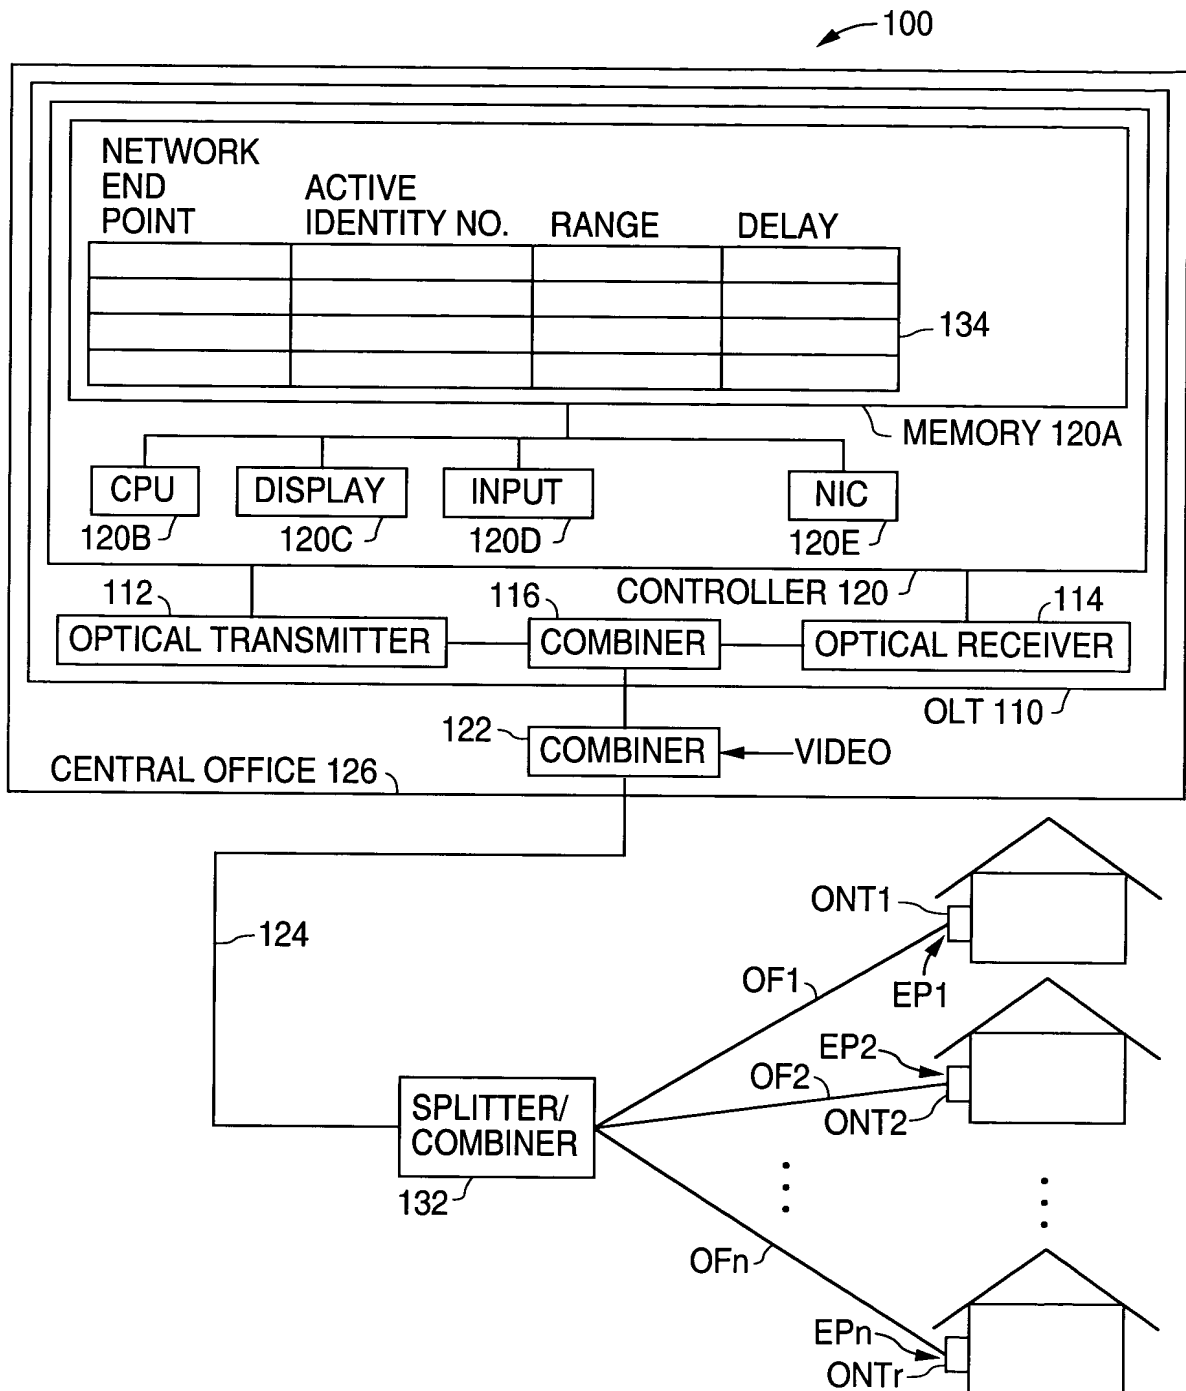 100
NETWORK
END
POINT
ACTIVE
IDENTITY NO.
RANGE
DELAY
134
MEMORY 120A
CPU
DISPLAY
INPUT
NIC
120B
120C
120D
120E
CONTROLLER 120
112
116
114
OPTICAL TRANSMITTER
COMBINER
OPTICAL RECEIVER
OLT 110
122
COMBINER
VIDEO
CENTRAL OFFICE 126
124
ONT1
OF1
EP1
EP2
OF2
ONT2
SPLITTER/
COMBINER
132
OFn
EPn
ONTr